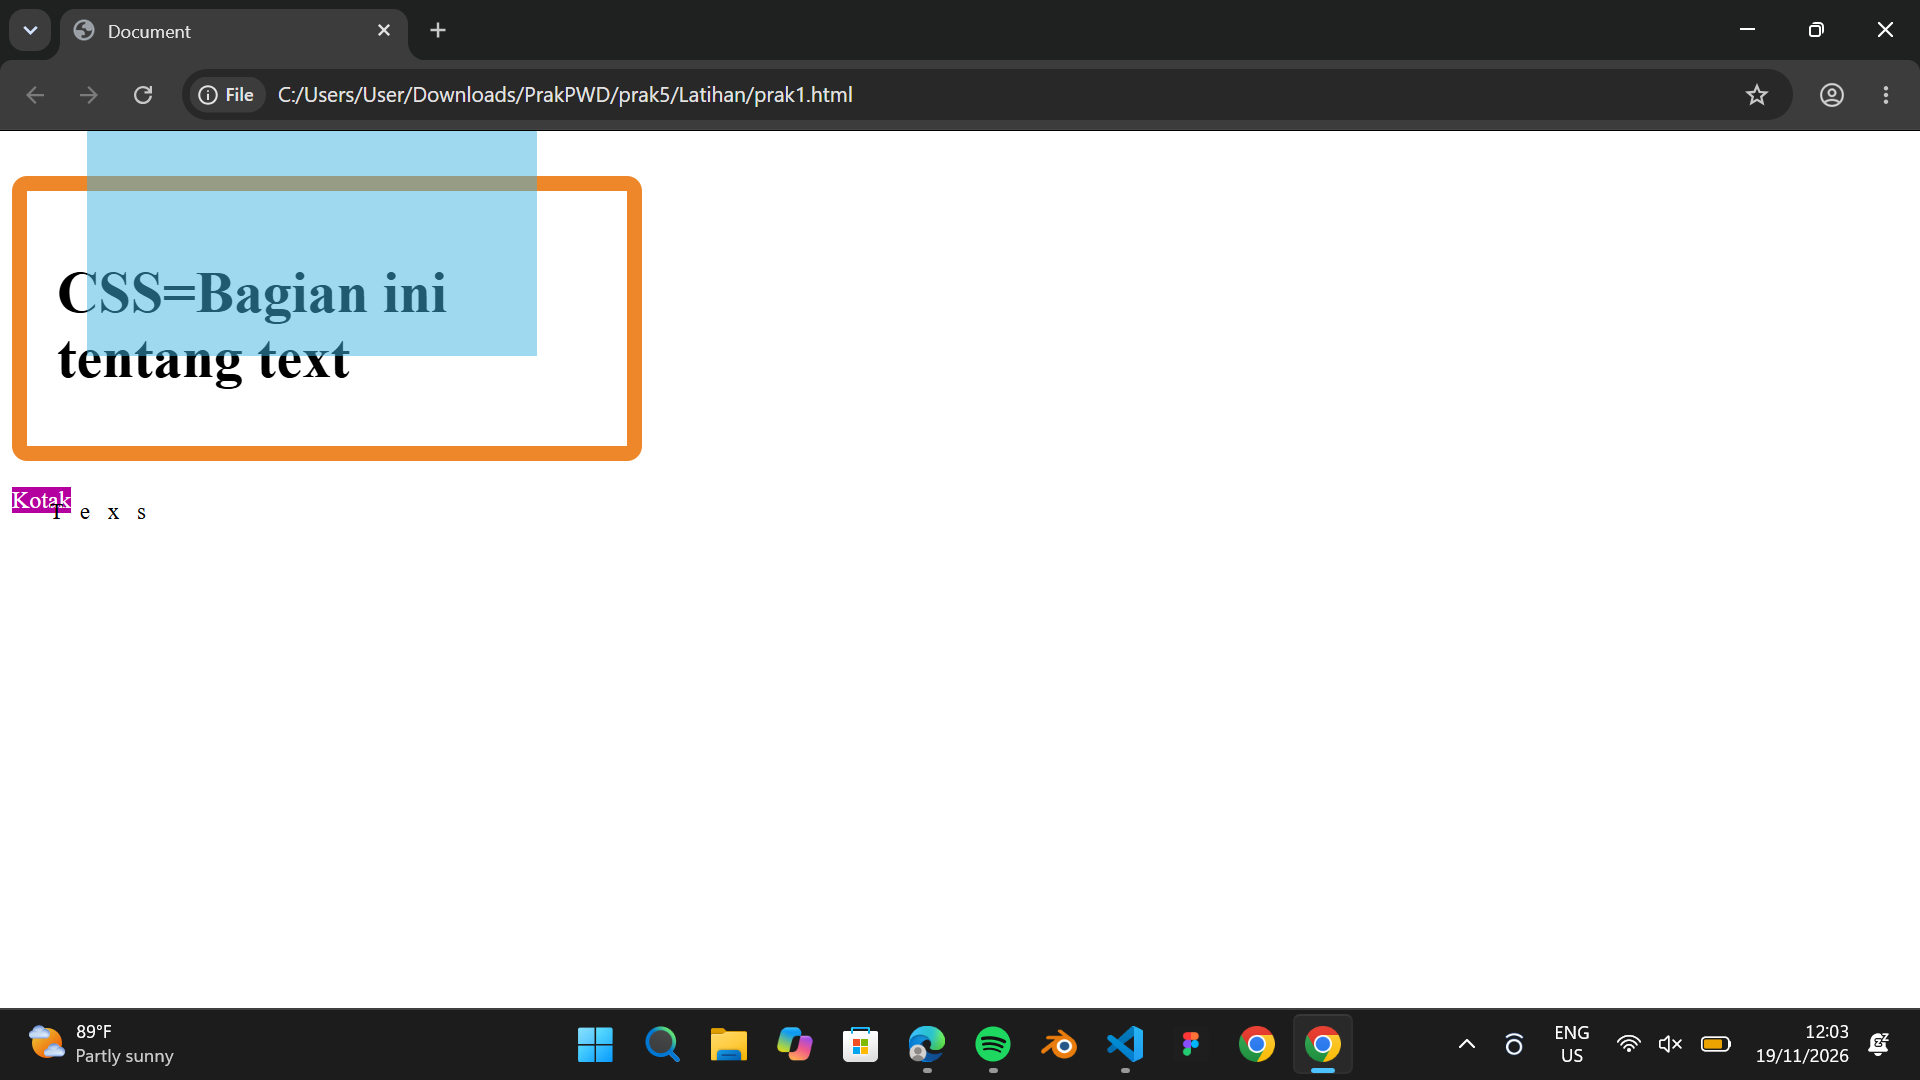 Document
File
C:/Users/User/Downloads/PrakPWD/prak5/Latihan/prak1.html
CSS=Bagian ini
tentang text
Kotak
T e x s
89°F
Partly sunny
ENG
US
12:03
19/11/2026